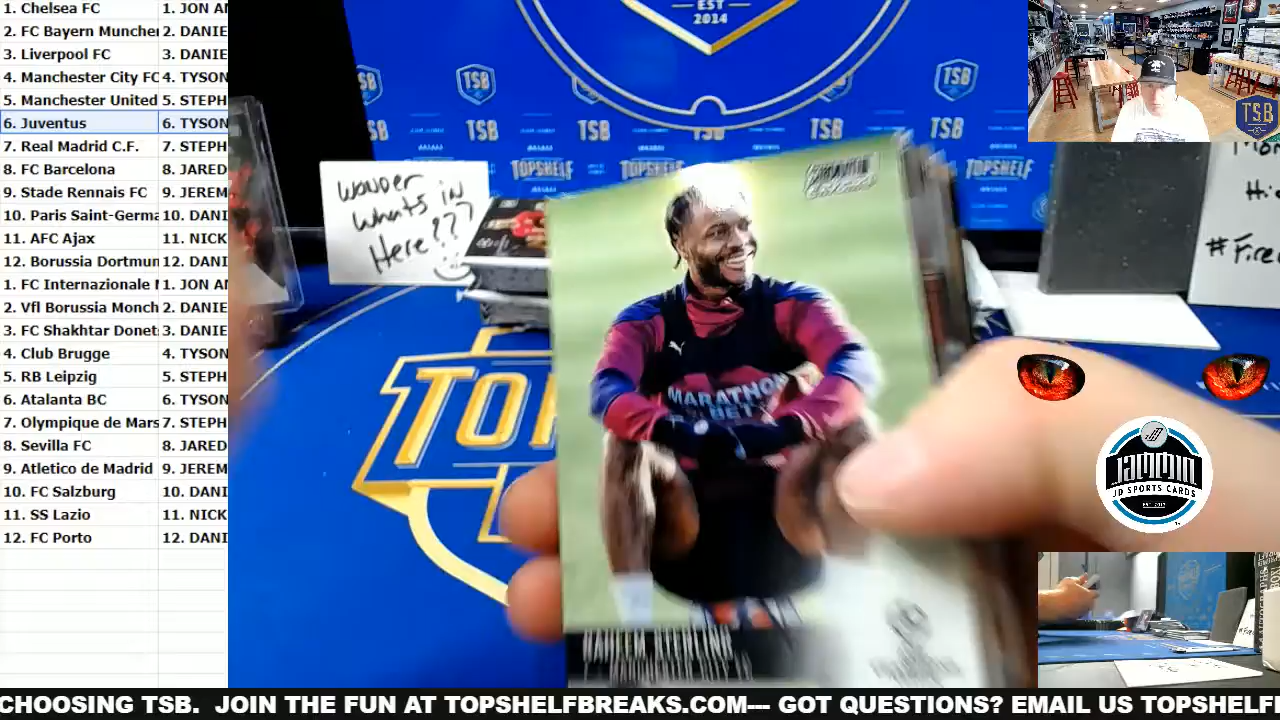 1. Chelsea FC
1. JON AN
2. FC Bayern Munchen
2. DANIE
3. Liverpool FC
3. DANIE
4. Manchester City FC
4. TYSON
5. Manchester United
5. STEPH
6. Juventus
6. TYSON
7. Real Madrid C.F.
7. STEPH
8. FC Barcelona
8. JARED
9. Stade Rennais FC
9. JEREM
10. Paris Saint-Germa
10. DANI
11. AFC Ajax
11. NICK
12. Borussia Dortmun
12. DANI
1. FC Internazionale
1. JON AN
2. Vfl Borussia Monch
2. DANIE
3. FC Shakhtar Donet
3. DANIE
4. Club Brugge
4. TYSON
5. RB Leipzig
5. STEPH
6. Atalanta BC
6. TYSON
7. Olympique de Mars
7. STEPH
8. Sevilla FC
8. JARED
9. Atletico de Madrid
9. JEREM
10. FC Salzburg
10. DANI
11. SS Lazio
11. NICK
12. FC Porto
12. DANI
EST
2014
TSB
TSB
TSB
TSB
TSB
TSB
TOPSHELF
TOPSHELF
TOPSHELF
Wonder
Whats in
Here???
MARATHON
BET
TOP
TSB
Hi
#Fire
JAMMIN
JD SPORTS CARDS
CHOOSING TSB. JOIN THE FUN AT TOPSHELFBREAKS.COM--- GOT QUESTIONS? EMAIL US TOPSHELF